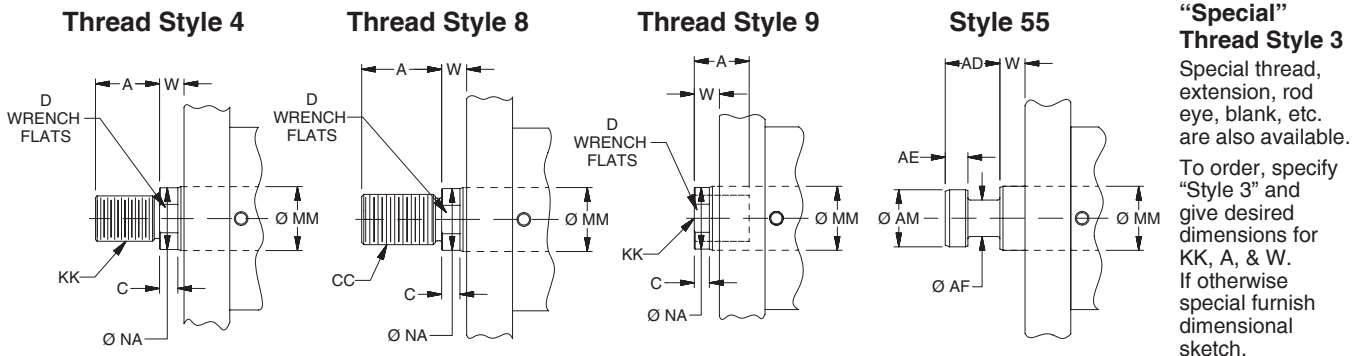 Thread Style 4
A
W
D
WRENCH
FLATS
Ø MM
KK
C
Ø NA
Thread Style 8
A
W
D
WRENCH
FLATS
Ø MM
CC
C
Ø NA
Thread Style 9
A
W
D
WRENCH
FLATS
Ø MM
KK
C
Ø NA
Style 55
AD
W
AE
Ø AM
Ø MM
Ø AF
“Special”
Thread Style 3
Special thread,
extension, rod
eye, blank, etc.
are also available.
To order, specify
“Style 3” and
give desired
dimensions for
KK, A, & W.
If otherwise
special furnish
dimensional
sketch.